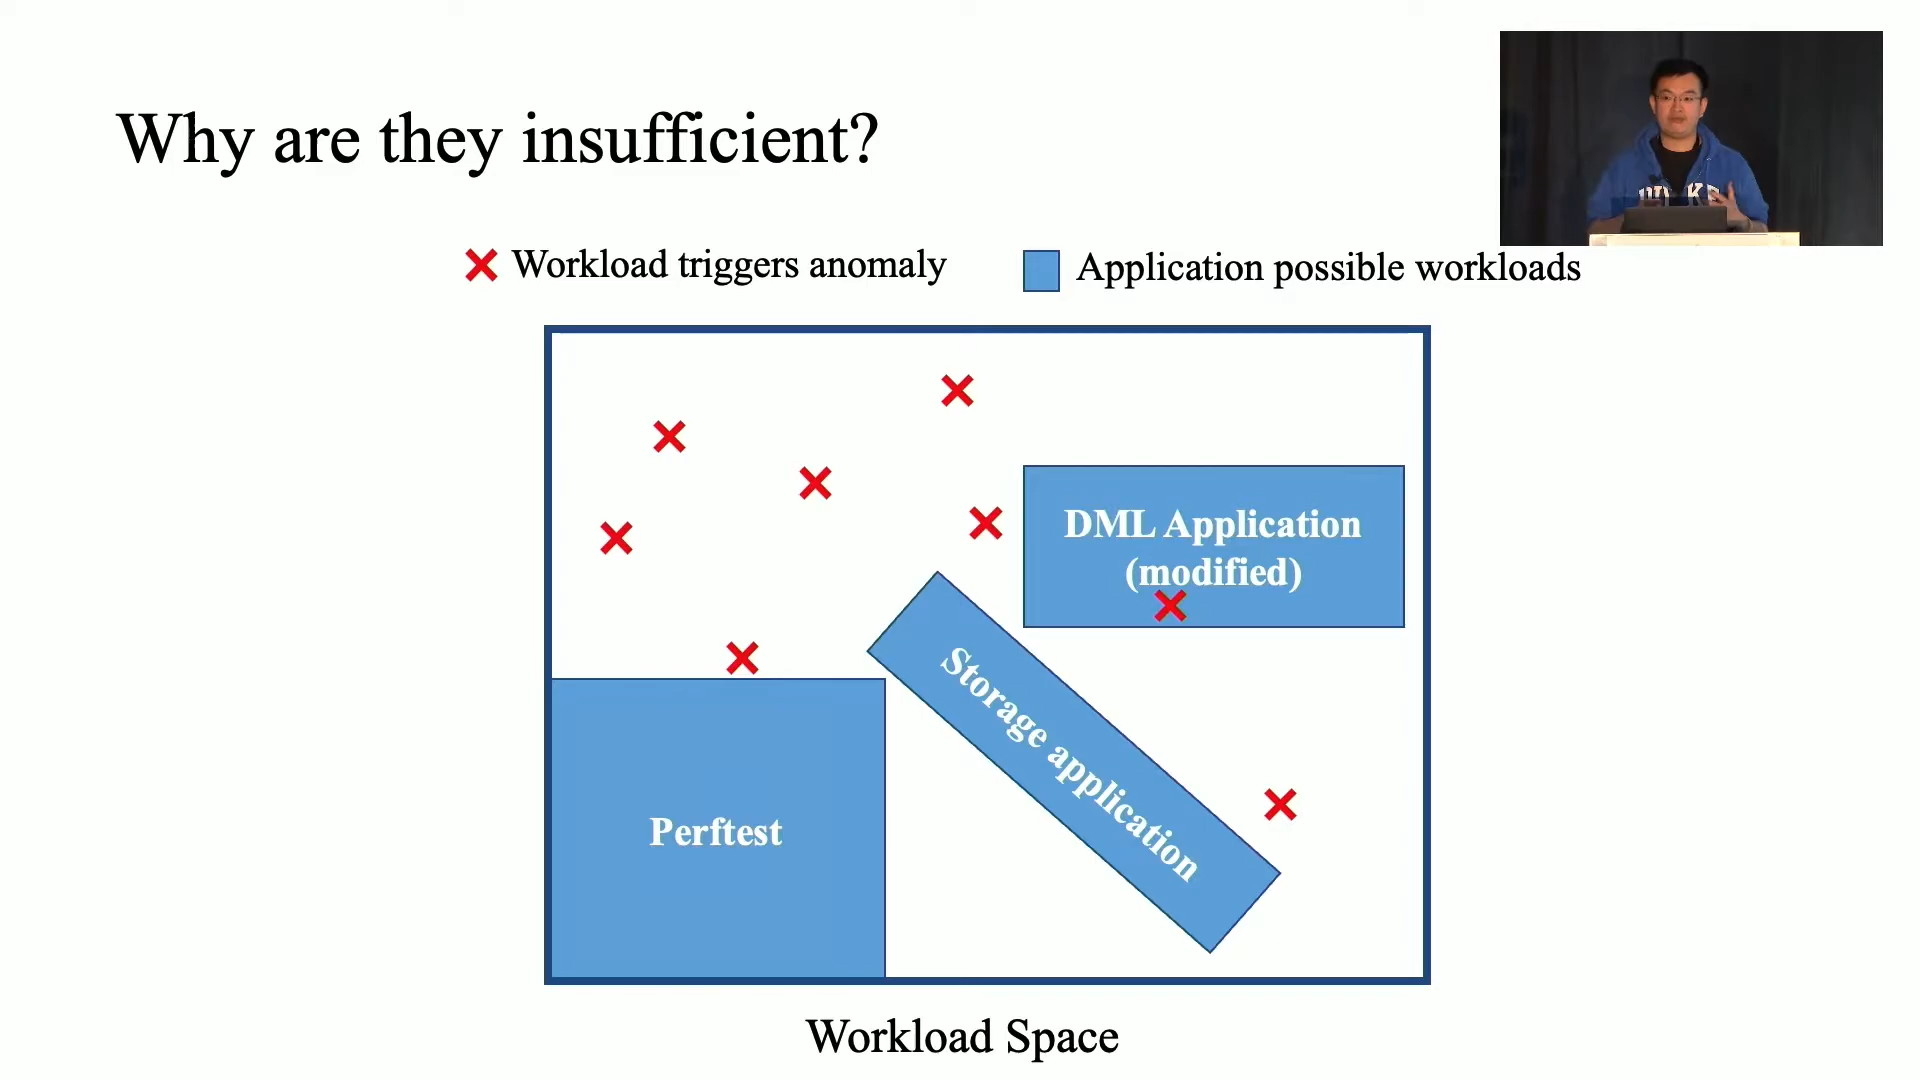 Why are they insufficient?
Workload triggers anomaly
Application possible workloads
DML Application
(modified)
Storage application
Perftest
Workload Space